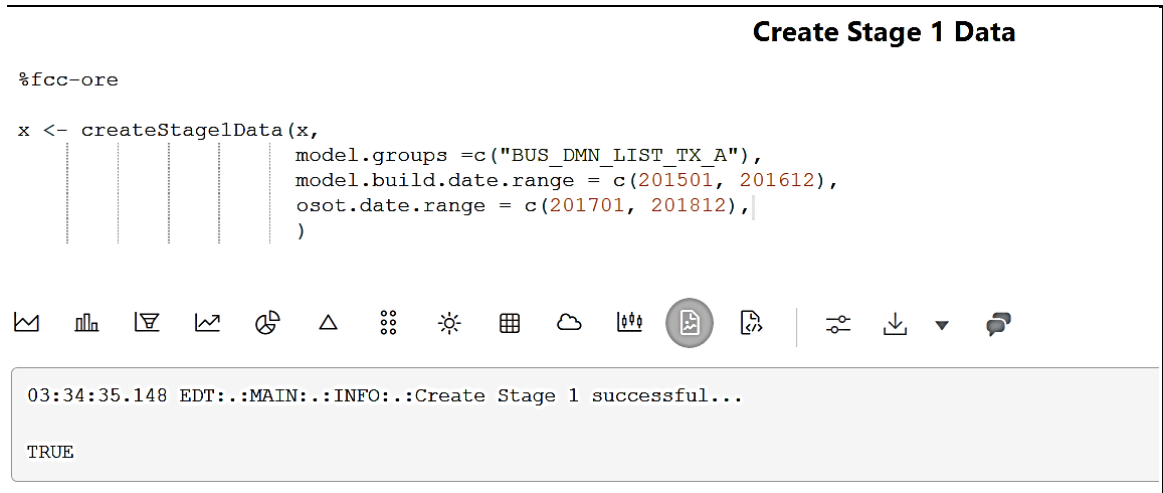 Create Stage 1 Data
%fcc-ore
x <- createStage1Data(x,
model.groups =c("BUS_DMN_LIST_TX_A"),
model.build.date.range = c(201501, 201612),
osot.date.range = c(201701, 201812),
)
03:34:35.148 EDT:.:MAIN:.:INFO:.:Create Stage 1 successful...
TRUE